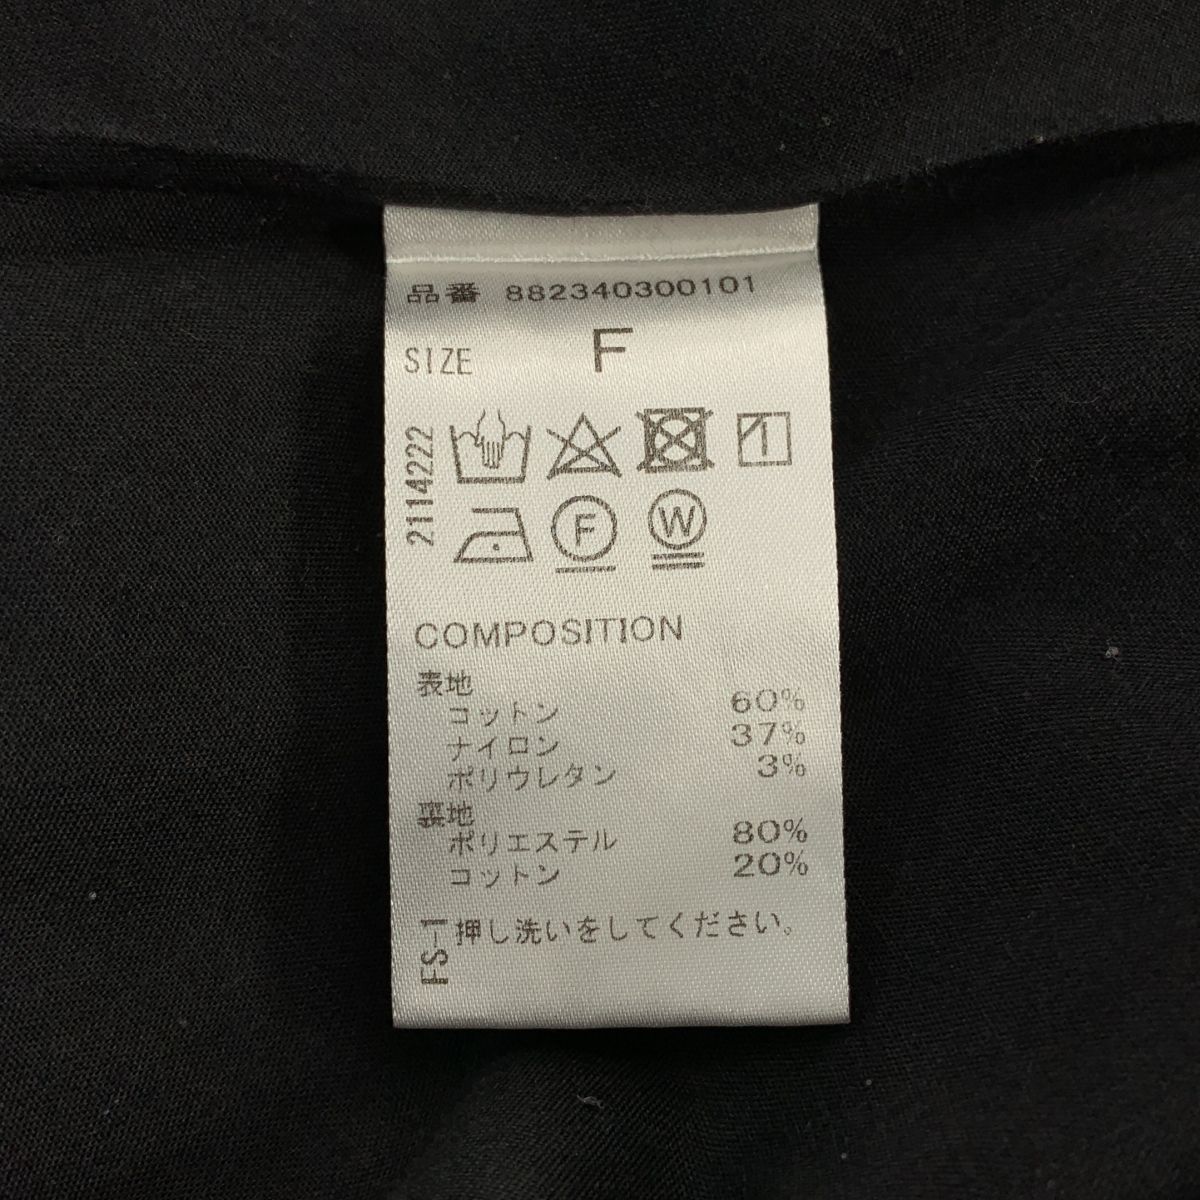 品番 882340300101
SIZE F
2114222
F W
COMPOSITION
表地
コットン 60%
ナイロン 37%
ポリウレタン 3%
裏地
ポリエステル 80%
コットン 20%
FS-1
押し洗いをしてください。